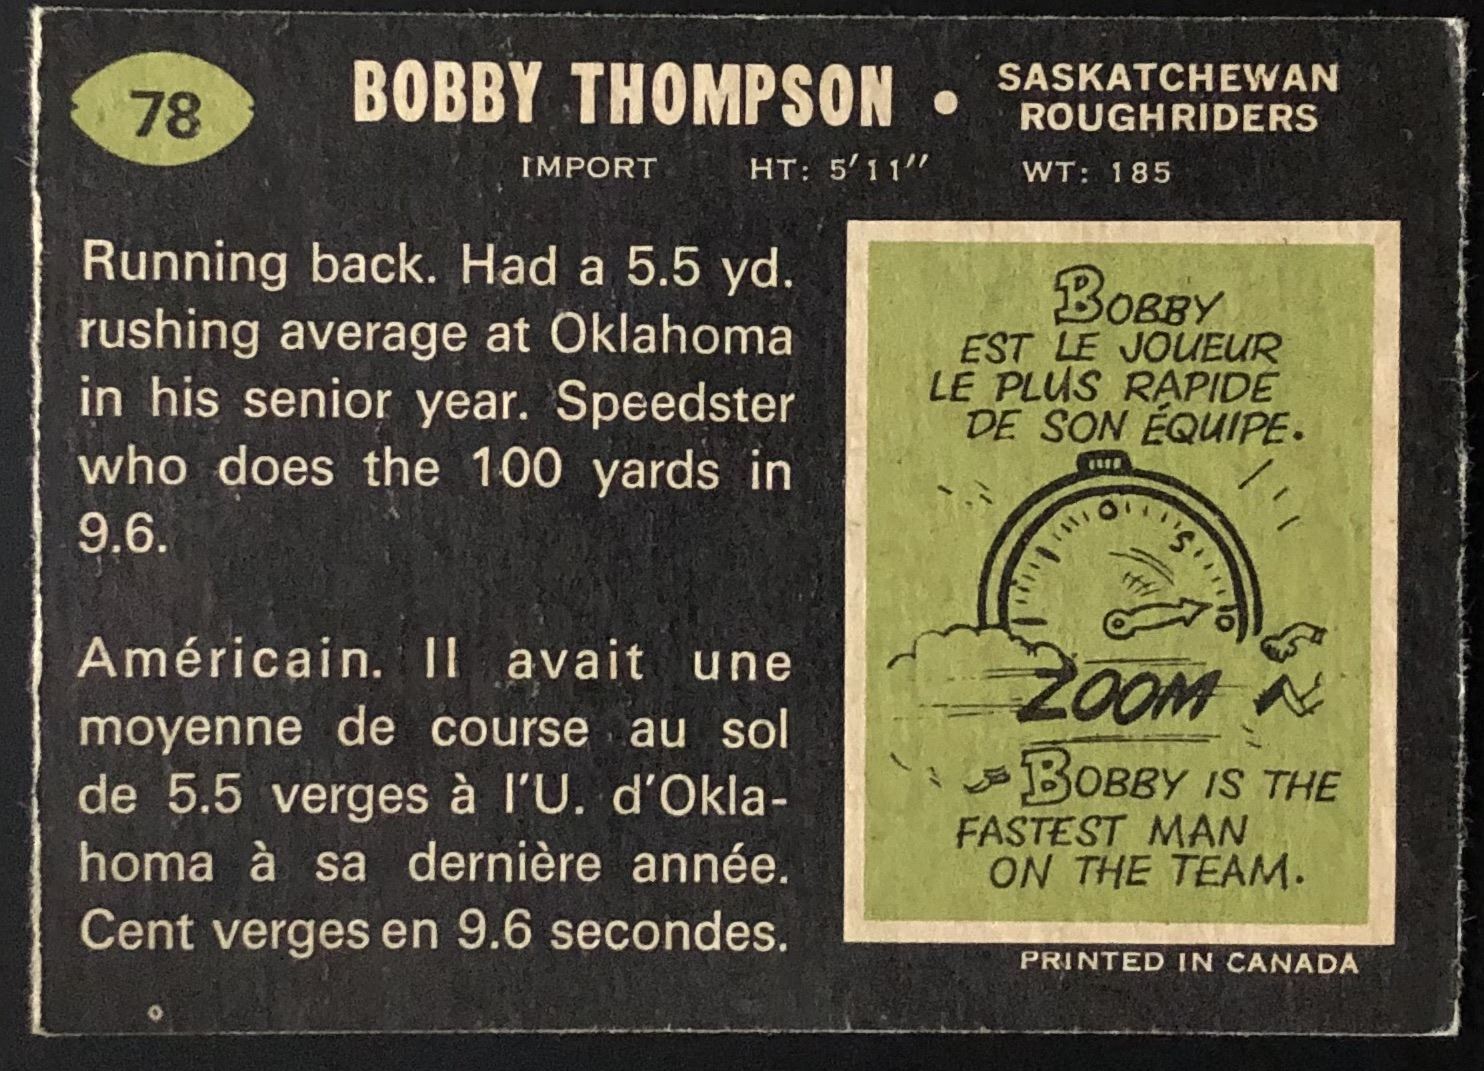 78
BOBBY THOMPSON • SASKATCHEWAN
ROUGHRIDERS
IMPORT HT: 5'11" WT: 185
Running back. Had a 5.5 yd.
rushing average at Oklahoma
in his senior year. Speedster
who does the 100 yards in
9.6.
Américain. Il avait une
moyenne de course au sol
de 5.5 verges à l'U. d'Okla-
homa à sa dernière année.
Cent verges en 9.6 secondes.
BOBBY
EST LE JOUEUR
LE PLUS RAPIDE
DE SON ÉQUIPE.
0
5
10
ZOOM
BOBBY IS THE
FASTEST MAN
ON THE TEAM.
PRINTED IN CANADA